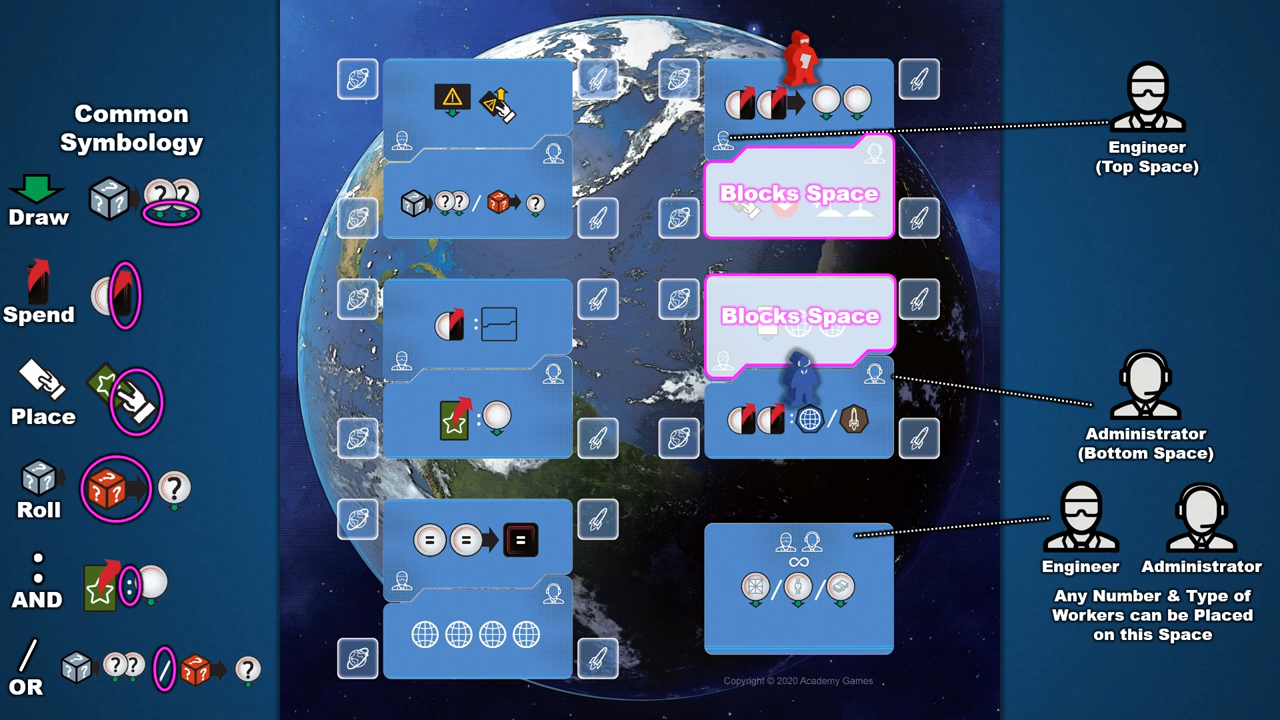 Common
Symbology
Draw
Spend
Place
Roll
AND
OR
Blocks Space
Blocks Space
Engineer
(Top Space)
Administrator
(Bottom Space)
Engineer
Administrator
Any Number & Type of
Workers can be Placed
on this Space
Copyright © 2020 Academy Games